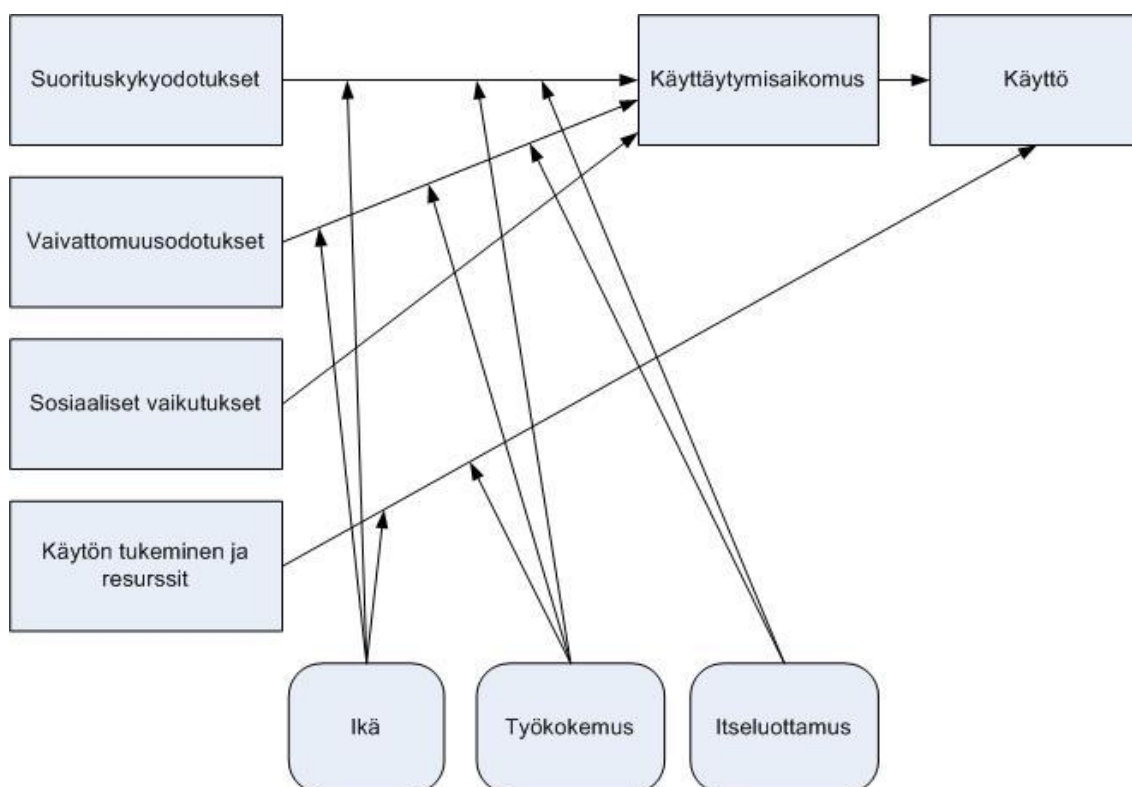 Suorituskykyodotukset
Käyttäytymisaikomus
Käyttö
Vaivattomuusodotukset
Sosiaaliset vaikutukset
Käytön tukeminen ja
resurssit
Ikä
Työkokemus
Itseluottamus